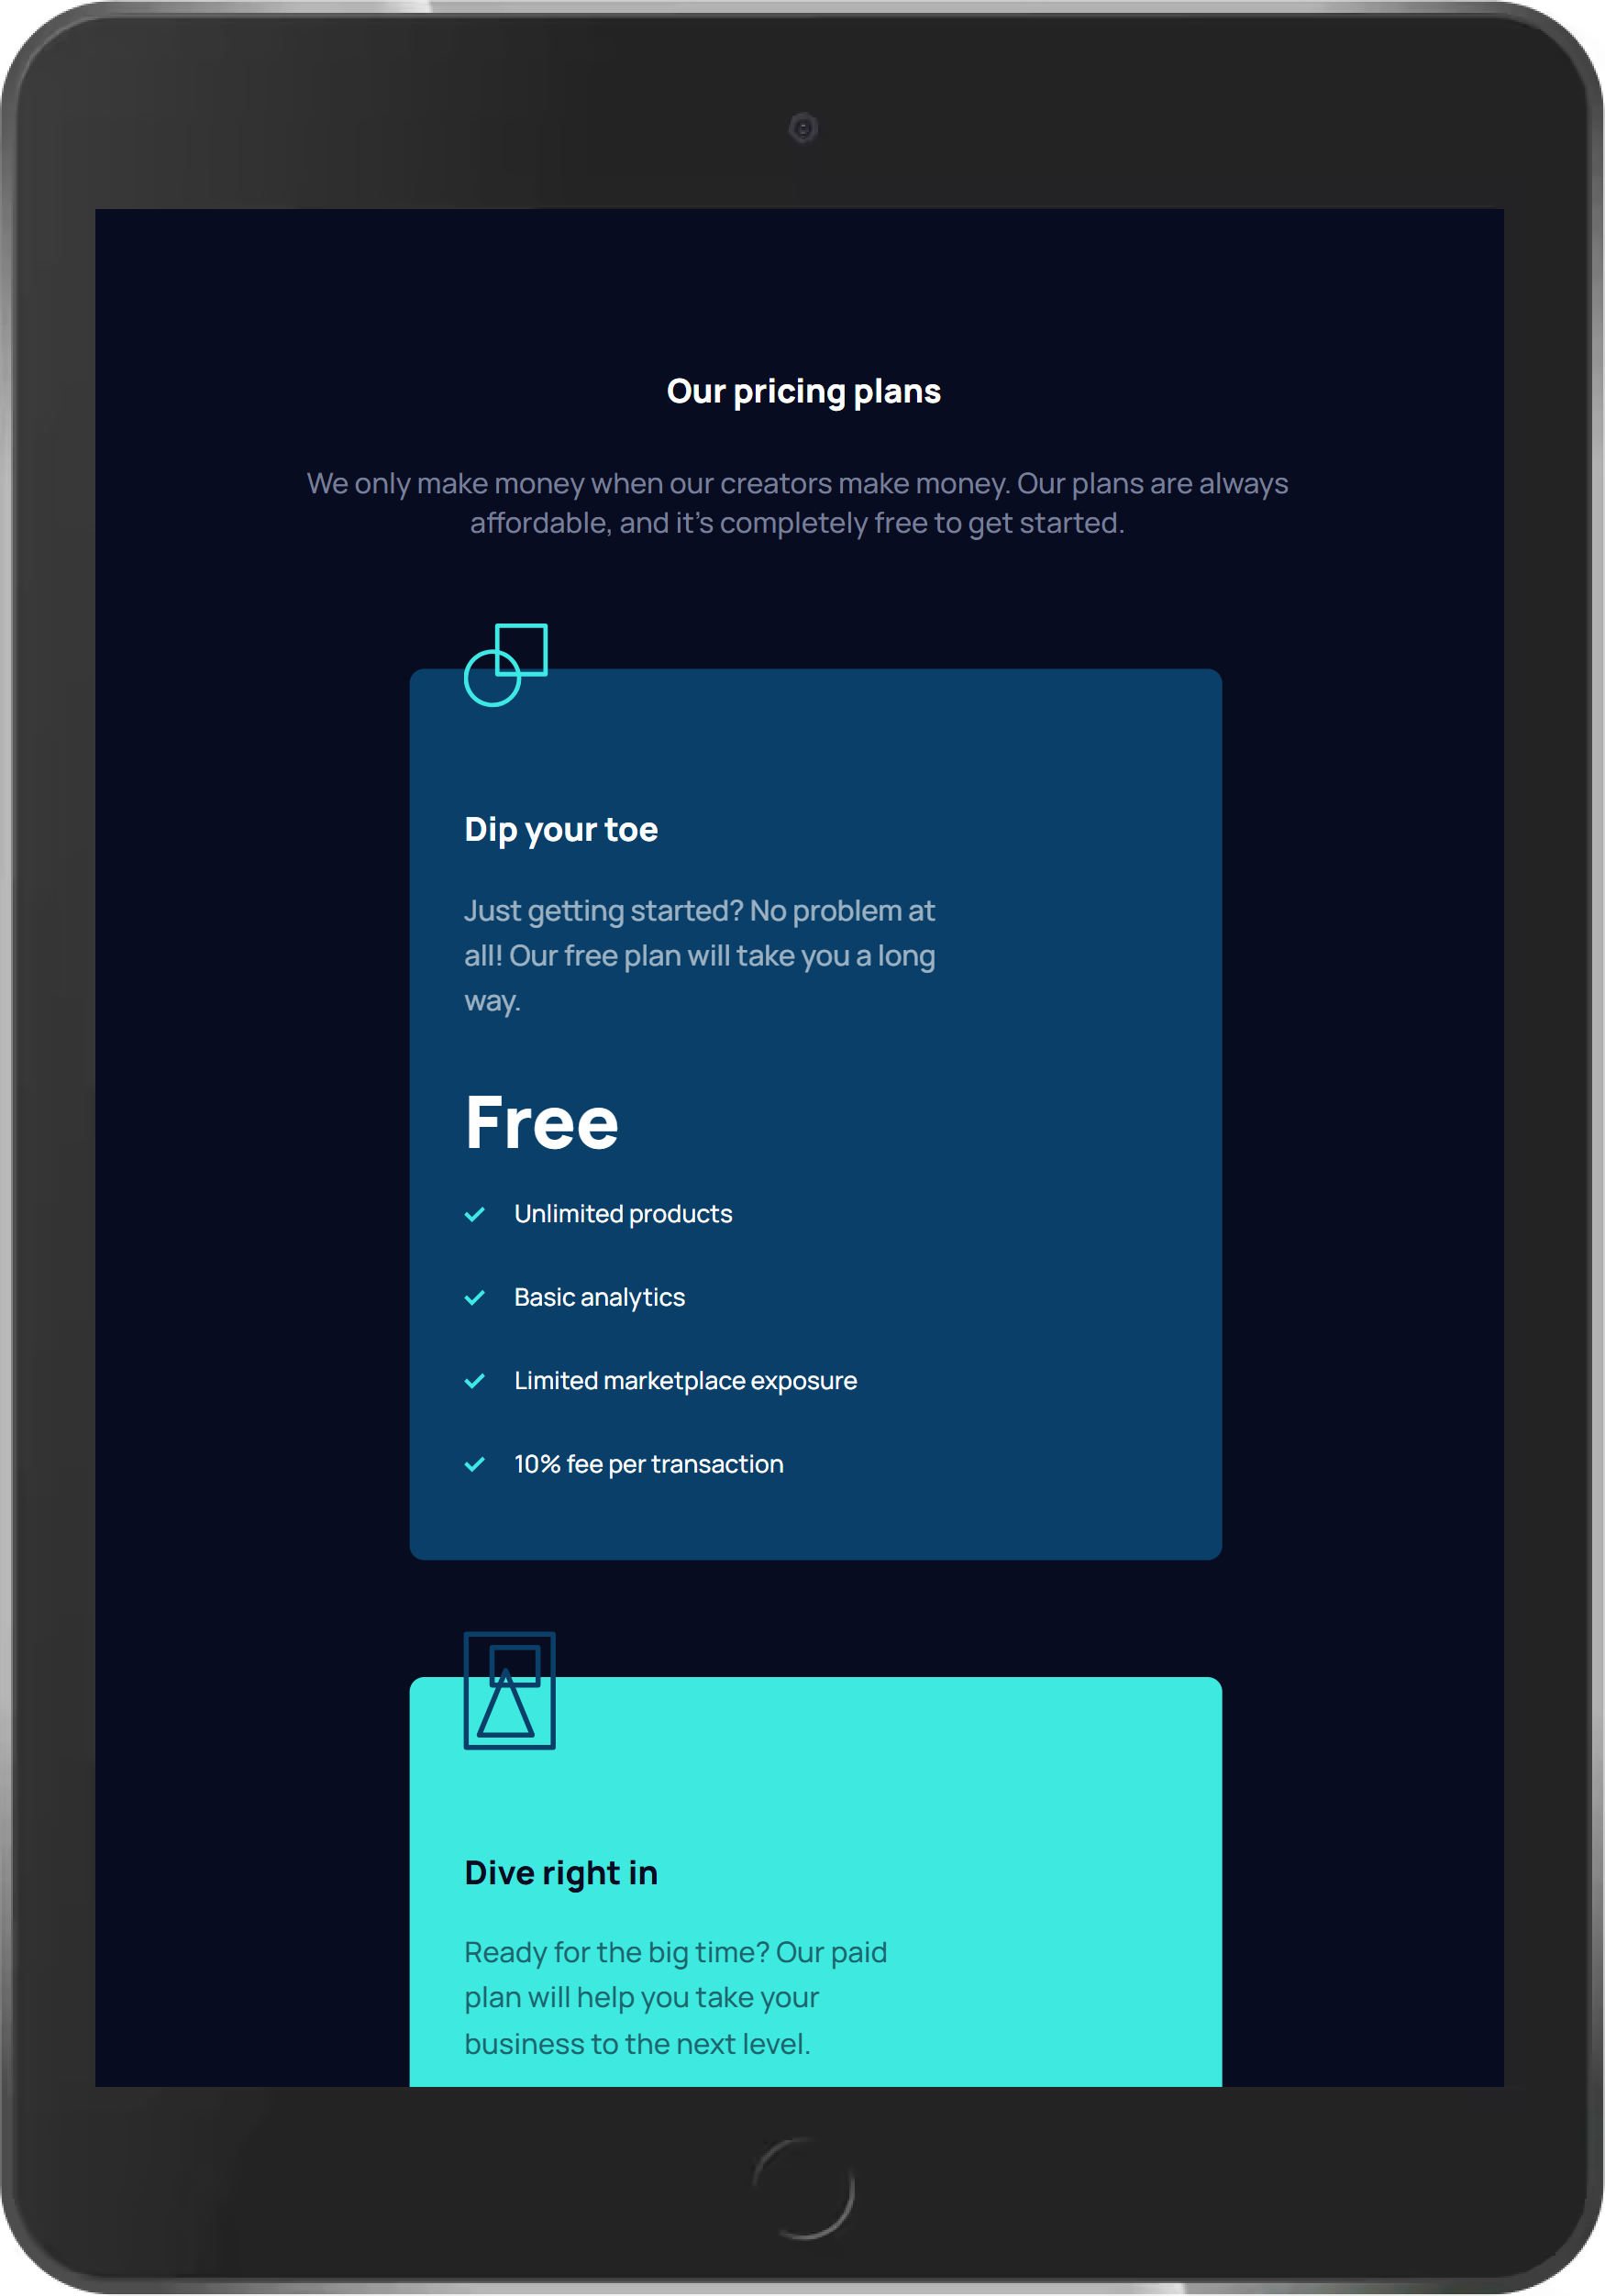 Our pricing plans
We only make money when our creators make money. Our plans are always
affordable, and it’s completely free to get started.
Dip your toe
Just getting started? No problem at
all! Our free plan will take you a long
way.
Free
Unlimited products
Basic analytics
Limited marketplace exposure
10% fee per transaction
Dive right in
Ready for the big time? Our paid
plan will help you take your
business to the next level.